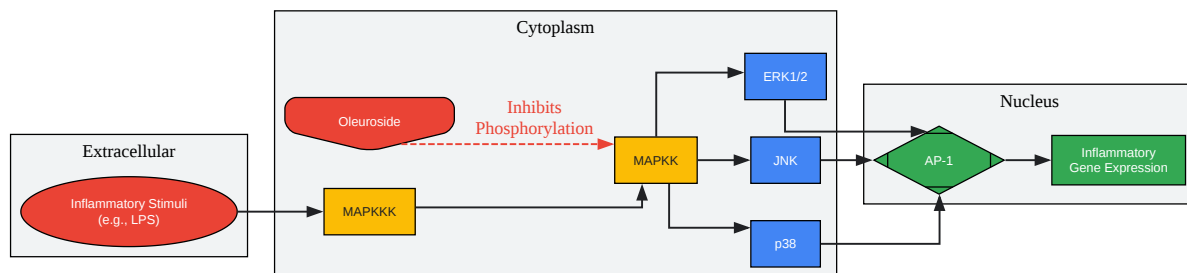 Extracellular
Inflammatory Stimuli
(e.g., LPS)
Cytoplasm
Oleuroside
Inhibits
Phosphorylation
MAPKKK
MAPKK
ERK1/2
JNK
p38
Nucleus
AP-1
Inflammatory
Gene Expression